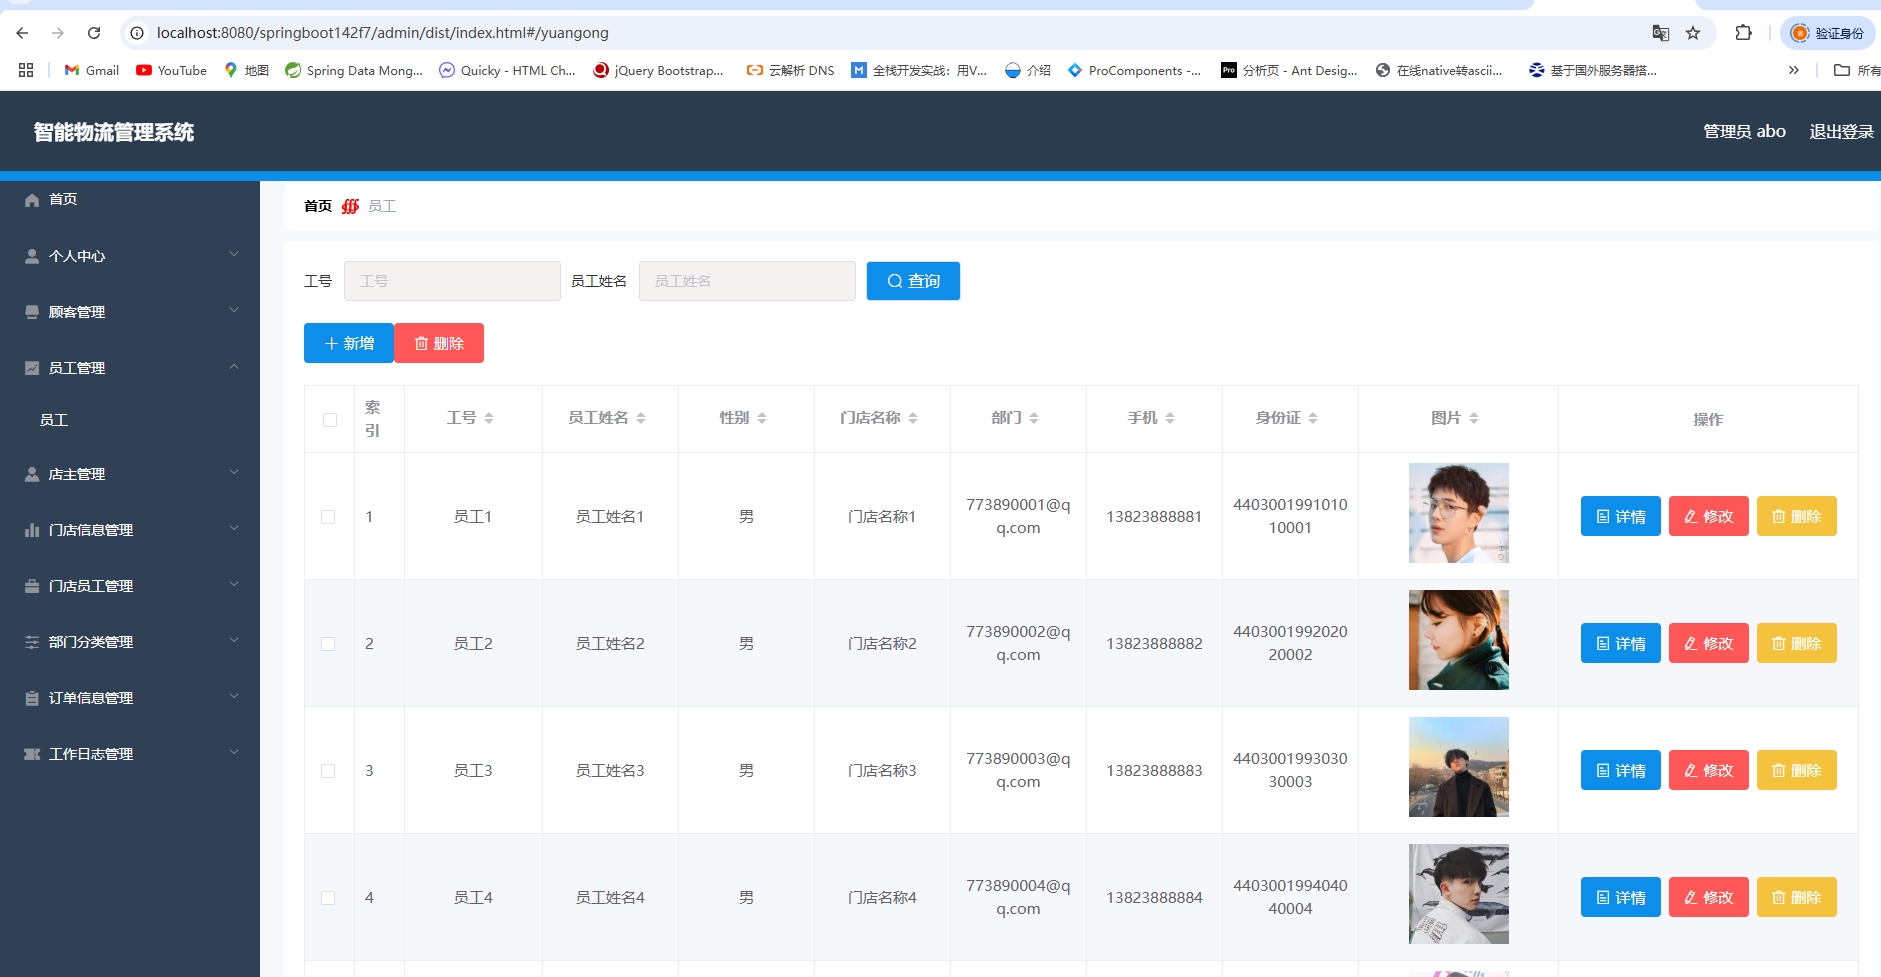 localhost:8080/springboot142f7/admin/dist/index.html#/yuangong
验证身份
Gmail YouTube 地图 Spring Data Mong... Quicky - HTML Ch... jQuery Bootstrap... 云解析 DNS 全栈开发实战：用V... 介绍 ProComponents -... Pro 分析页 - Ant Desig... 在线native转ascii... 基于国外服务器搭... » 所有
智能物流管理系统 管理员 abo 退出登录
首页
个人中心
顾客管理
员工管理
员工
店主管理
门店信息管理
门店员工管理
部门分类管理
订单信息管理
工作日志管理
首页 员工
工号 工号 员工姓名 员工姓名 查询
新增 删除
索引 工号 员工姓名 性别 门店名称 部门 手机 身份证 图片 操作
1 员工1 员工姓名1 男 门店名称1 773890001@qq.com 13823888881 440300199101010001 详情 修改 删除
2 员工2 员工姓名2 男 门店名称2 773890002@qq.com 13823888882 440300199202020002 详情 修改 删除
3 员工3 员工姓名3 男 门店名称3 773890003@qq.com 13823888883 440300199303030003 详情 修改 删除
4 员工4 员工姓名4 男 门店名称4 773890004@qq.com 13823888884 440300199404040004 详情 修改 删除